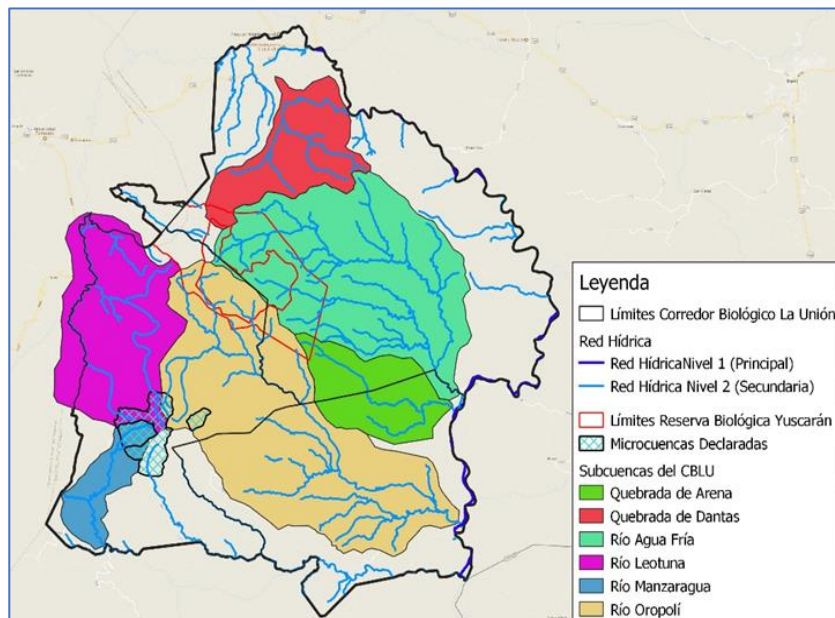 Leyenda
Límites Corredor Biológico La Unión
Red Hídrica
Red HídricaNivel 1 (Principal)
Red Hídrica Nivel 2 (Secundaria)
Límites Reserva Biológica Yuscarán
Microcuencas Declaradas
Subcuencas del CBLU
Quebrada de Arena
Quebrada de Dantas
Río Agua Fría
Río Leotuna
Río Manzaragua
Río Oropolí